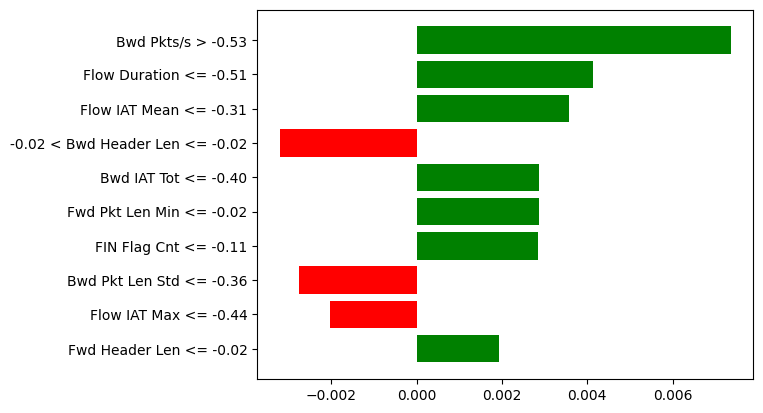 Bwd Pkts/s > -0.53
Flow Duration <= -0.51
Flow IAT Mean <= -0.31
-0.02 < Bwd Header Len <= -0.02
Bwd IAT Tot <= -0.40
Fwd Pkt Len Min <= -0.02
FIN Flag Cnt <= -0.11
Bwd Pkt Len Std <= -0.36
Flow IAT Max <= -0.44
Fwd Header Len <= -0.02
−0.002 0.000 0.002 0.004 0.006